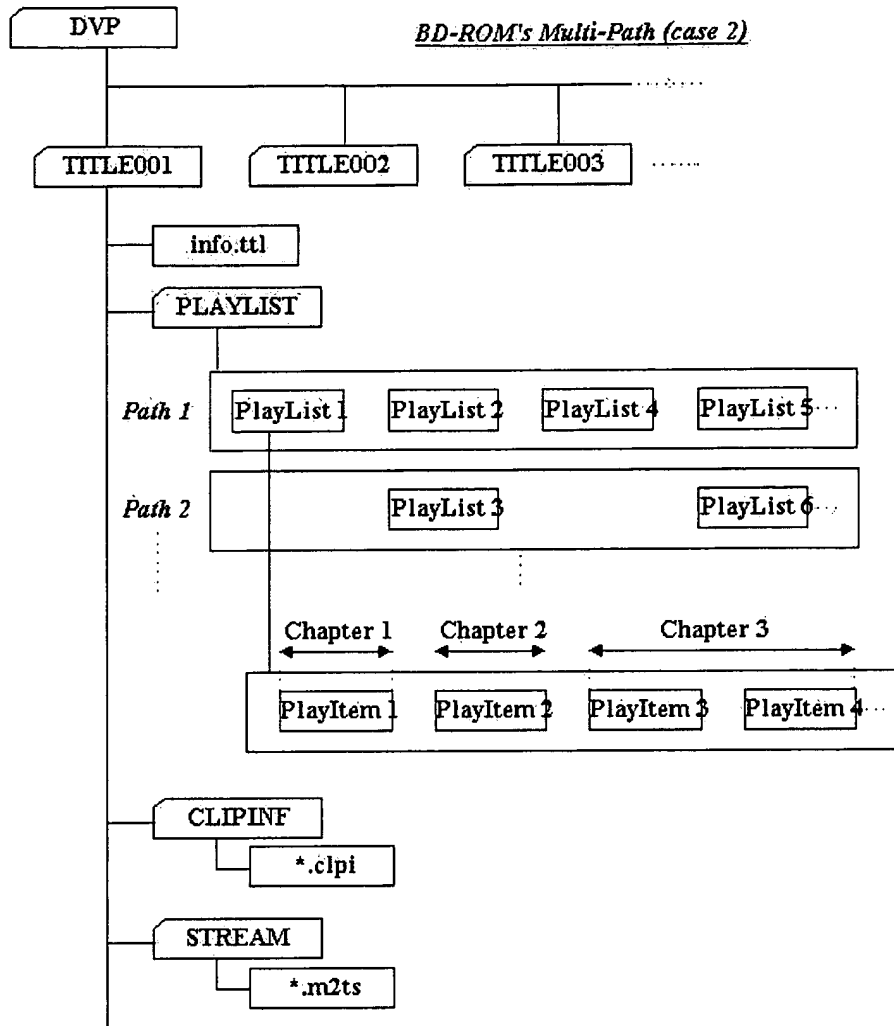 DVP
BD-ROM's Multi-Path (case 2)
TITLE001 TITLE002 TITLE003
info.ttl
PLAYLIST
Path 1 PlayList 1 PlayList 2 PlayList 4 PlayList 5
Path 2 PlayList 3 PlayList 6
Chapter 1 Chapter 2 Chapter 3
PlayItem 1 PlayItem 2 PlayItem 3 PlayItem 4
CLIPINF
*.clpi
STREAM
*.m2ts